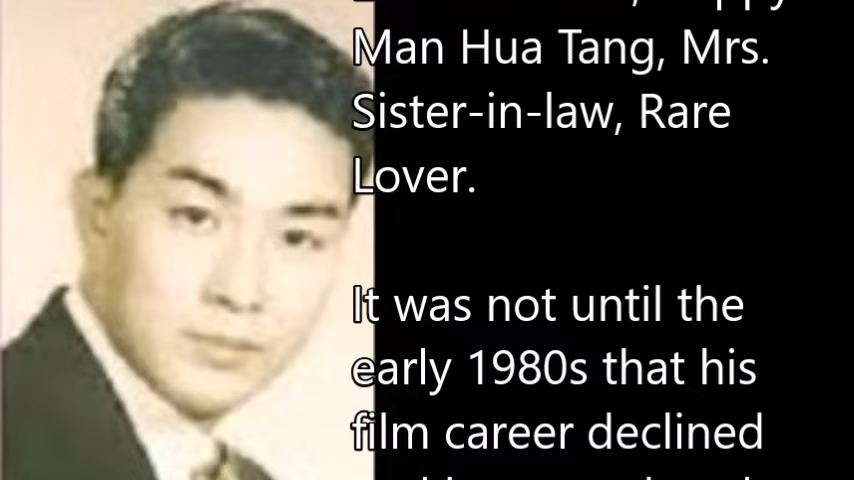 Man Hua Tang, Mrs.
Sister-in-law, Rare
Lover.
It was not until the
early 1980s that his
film career declined